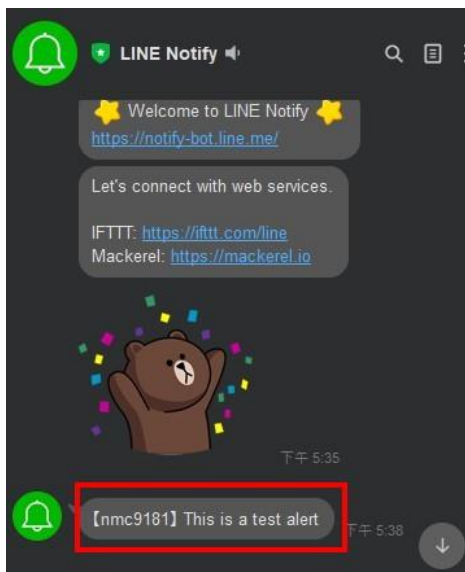 LINE Notify
Welcome to LINE Notify
https://notify-bot.line.me/
Let's connect with web services.
IFTTT: https://ifttt.com/line
Mackerel: https://mackerel.io
下午 5:35
【nmc9181】This is a test alert
下午 5:38